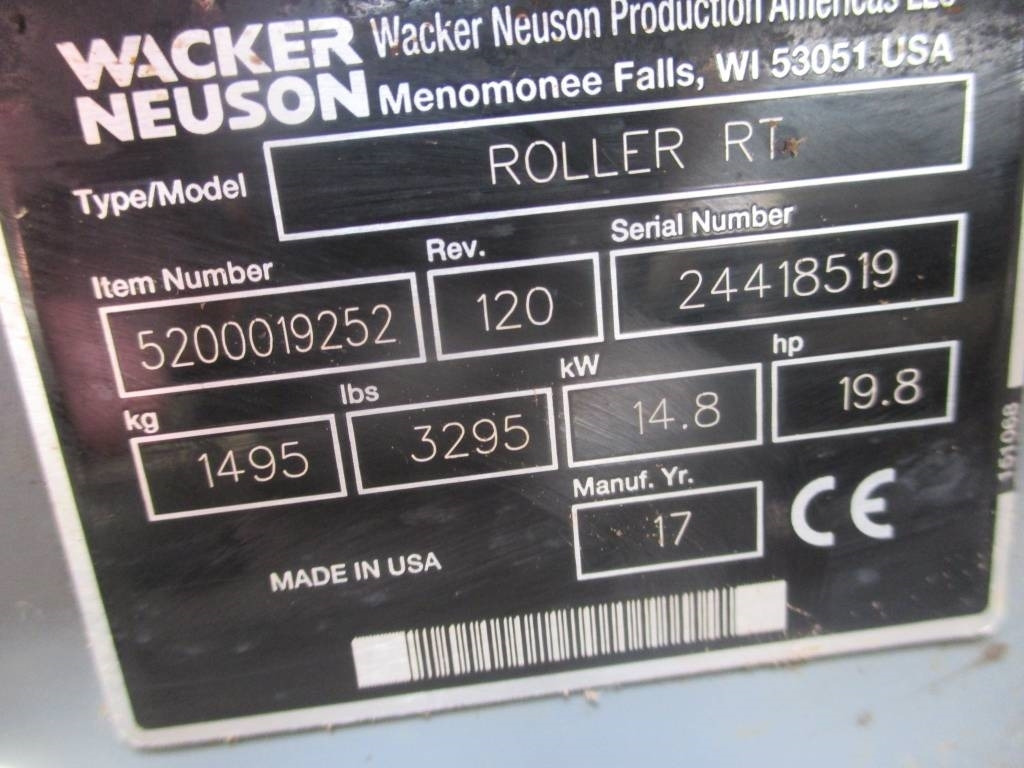 WACKER
NEUSON
Wacker Neuson Production Americas LLC
Menomonee Falls, WI 53051 USA
Type/Model
ROLLER RT
Item Number
Rev.
Serial Number
5200019252
120
24418519
kg
lbs
kW
hp
1495
3295
14.8
19.8
Manuf. Yr.
17
CE
MADE IN USA